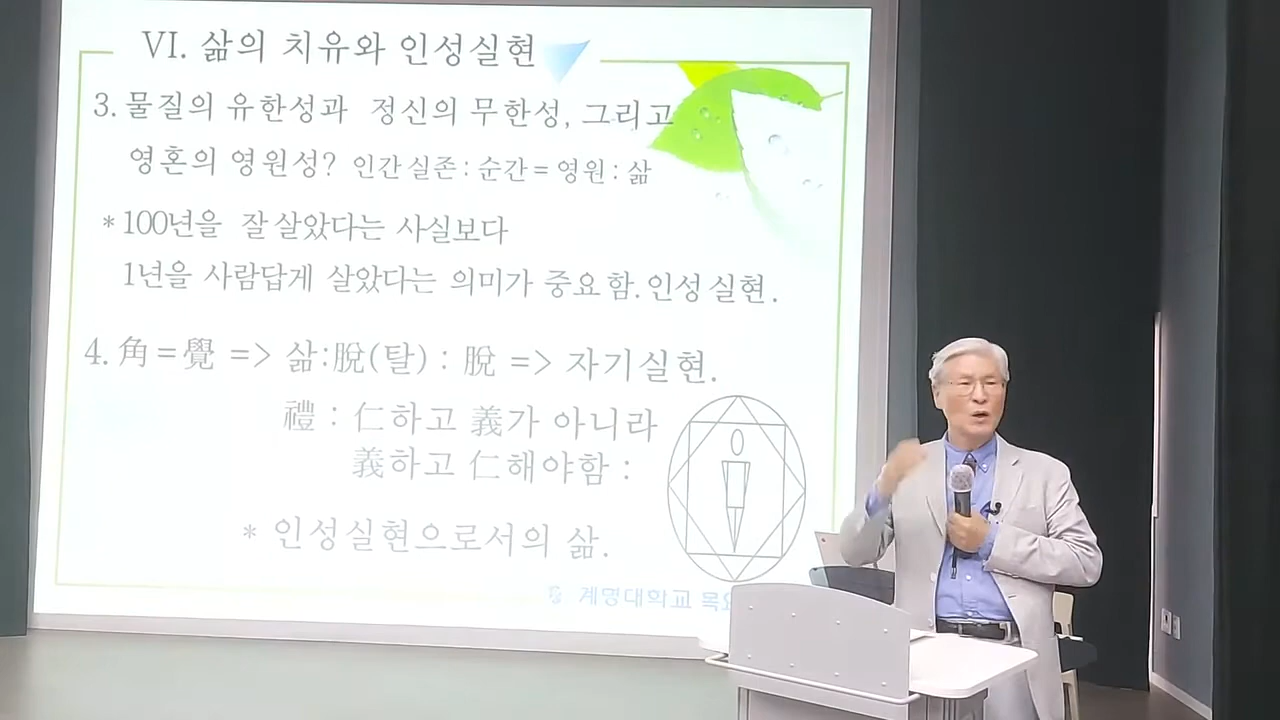 VI. 삶의 치유와 인성실현
3. 물질의 유한성과 정신의 무한성, 그리고
영혼의 영원성? 인간 실존 : 순간 = 영원 : 삶
* 100년을 잘 살았다는 사실보다
1년을 사람답게 살았다는 의미가 중요함. 인성 실현.
4. 角 = 覺 => 삶:脫(탈) : 脫 => 자기실현.
禮 : 仁하고 義가 아니라
義하고 仁해야함 :
* 인성실현으로서의 삶.
계명대학교